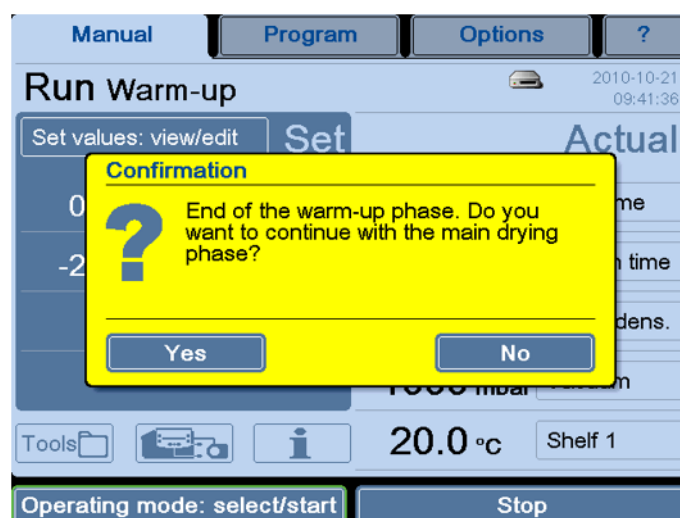 Manual Program Options ?
Run Warm-up
2010-10-21
09:41:36
Set values: view/edit Set Actual
Confirmation
End of the warm-up phase. Do you
want to continue with the main drying
phase?
Yes No
0
-2
me
time
dens.
mbar
Tools
i
20.0 °C Shelf 1
Operating mode: select/start Stop